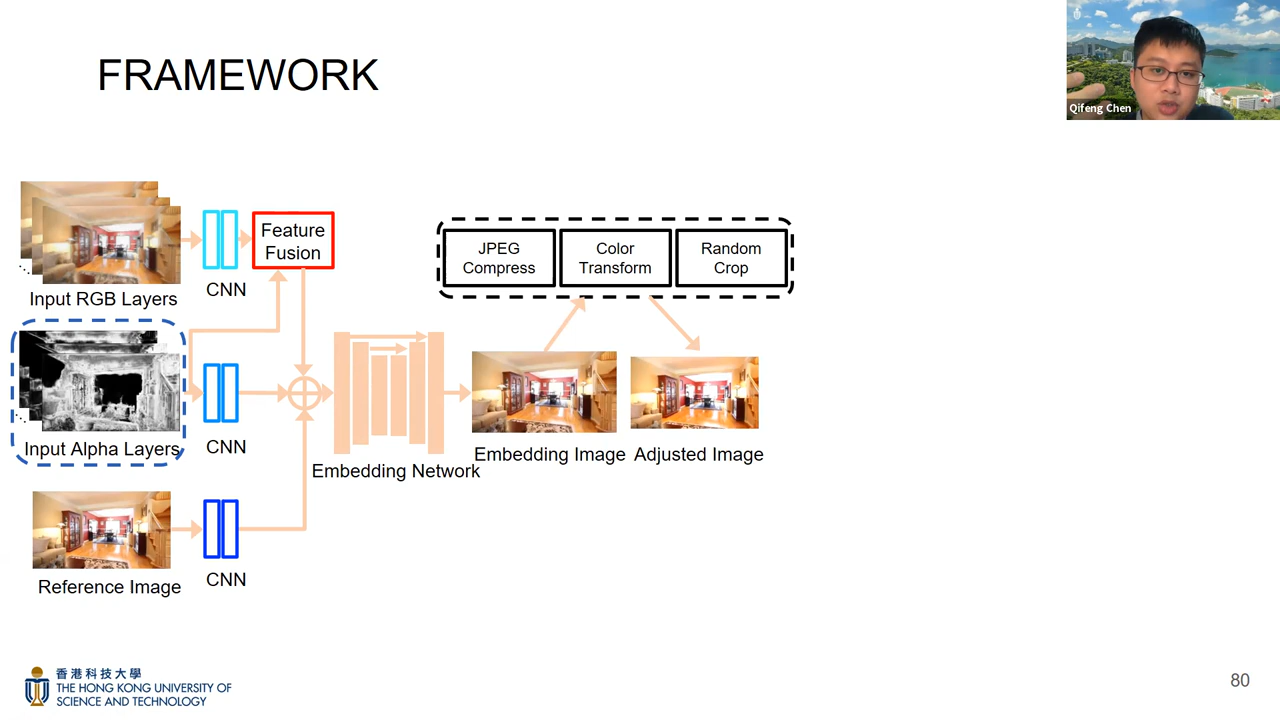 FRAMEWORK
Qifeng Chen
Input RGB Layers
CNN
Feature
Fusion
JPEG
Compress
Color
Transform
Random
Crop
Input Alpha Layers
CNN
Embedding Network
Embedding Image
Adjusted Image
Reference Image
CNN
香港科技大學
THE HONG KONG UNIVERSITY OF
SCIENCE AND TECHNOLOGY
80